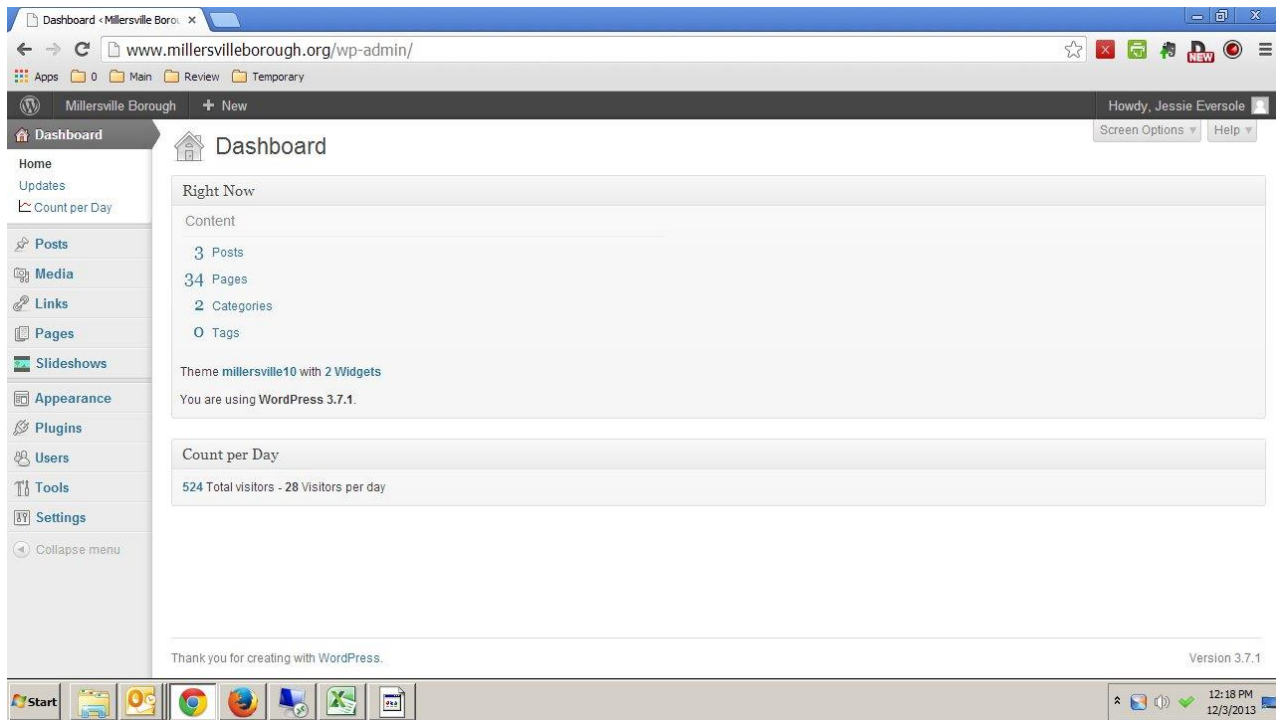 Dashboard ‹ Millersville Borou
www.millersvilleborough.org/wp-admin/
Apps 0 Main Review Temporary
NEW
Millersville Borough + New Howdy, Jessie Eversole
Dashboard
Home
Updates
Count per Day
Posts
Media
Links
Pages
Slideshows
Appearance
Plugins
Users
Tools
Settings
Collapse menu
Screen Options Help
Dashboard
Right Now
Content
3 Posts
34 Pages
2 Categories
0 Tags
Theme millersville10 with 2 Widgets
You are using WordPress 3.7.1.
Count per Day
524 Total visitors - 28 Visitors per day
Thank you for creating with WordPress. Version 3.7.1
Start
12:18 PM
12/3/2013